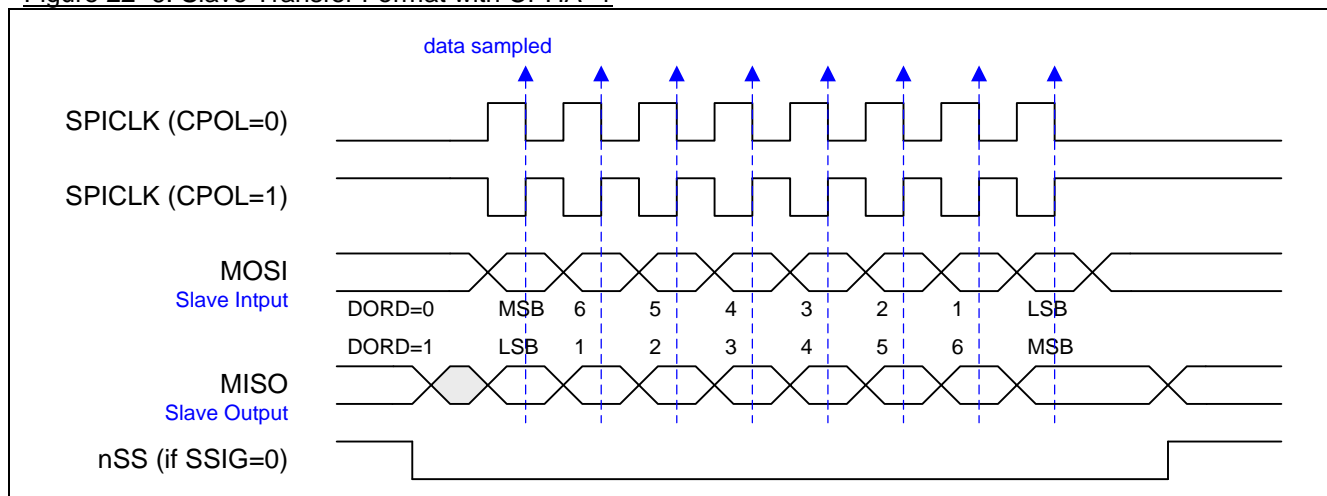 Figure 22-6. Slave Transfer Format with CPHA=1
data sampled
SPICLK (CPOL=0)
SPICLK (CPOL=1)
MOSI
Slave Intput
DORD=0 MSB 6 5 4 3 2 1 LSB
DORD=1 LSB 1 2 3 4 5 6 MSB
MISO
Slave Output
nSS (if SSIG=0)